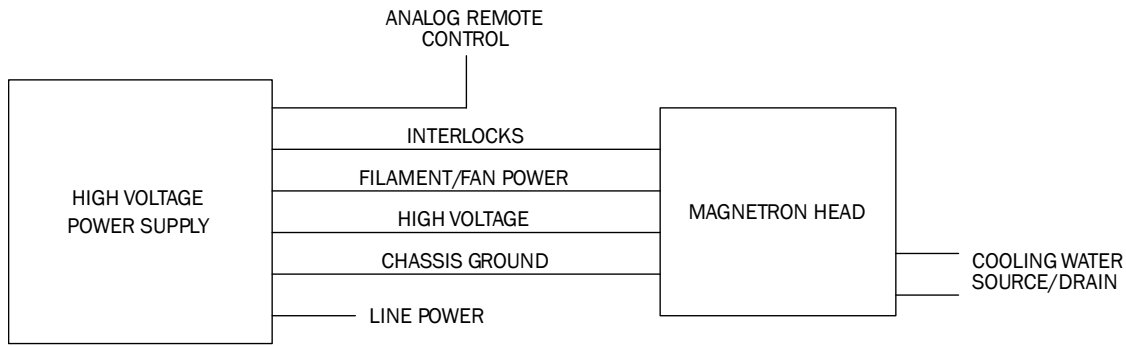 ANALOG REMOTE
CONTROL
INTERLOCKS
FILAMENT/FAN POWER
HIGH VOLTAGE
POWER SUPPLY
HIGH VOLTAGE
MAGNETRON HEAD
CHASSIS GROUND
COOLING WATER
SOURCE/DRAIN
LINE POWER